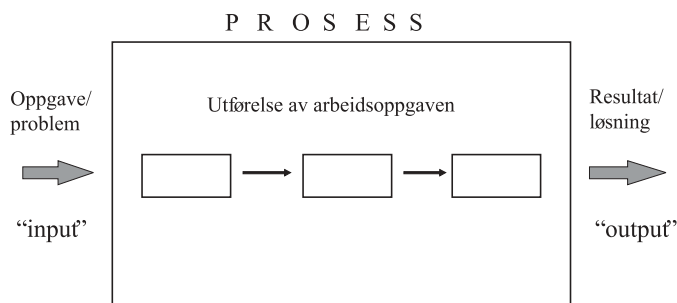 P R O S E S S
Oppgave/
problem
Utførelse av arbeidsoppgaven
Resultat/
løsning
“input”
“output”